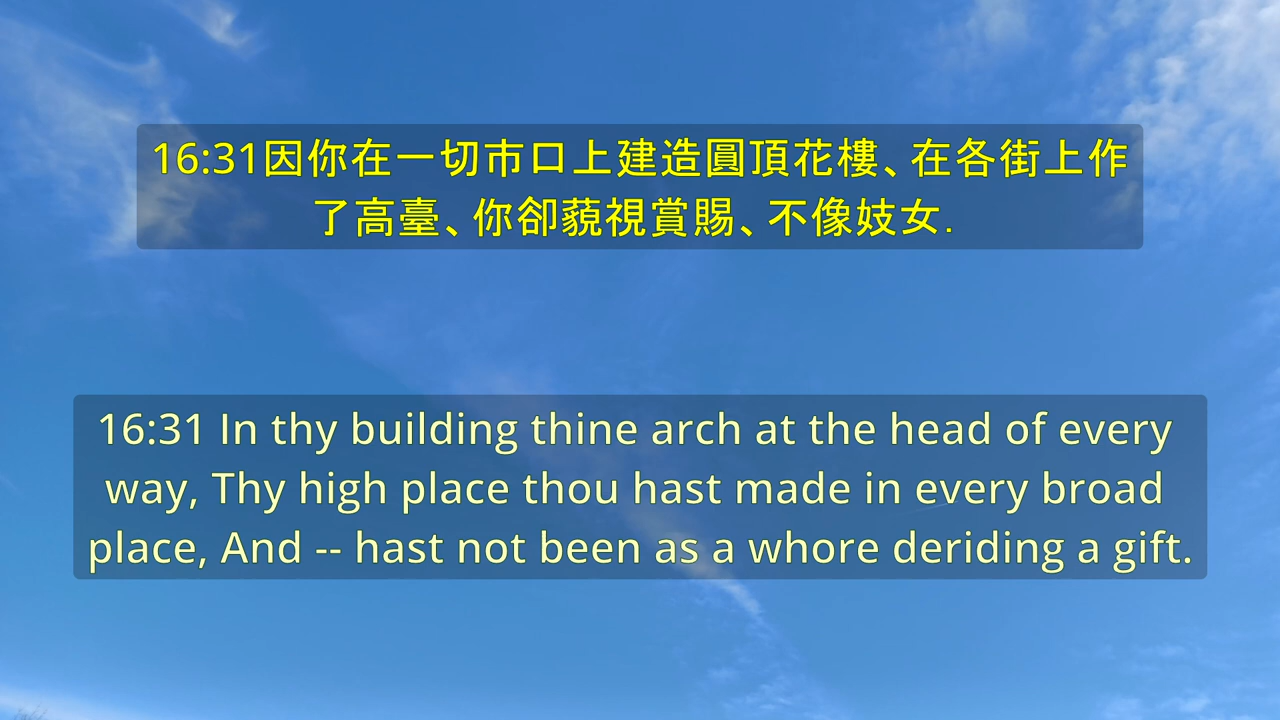 16:31因你在一切市口上建造圓頂花樓、在各街上作
了高臺、你卻藐視賞賜、不像妓女.
16:31 In thy building thine arch at the head of every
way, Thy high place thou hast made in every broad
place, And -- hast not been as a whore deriding a gift.